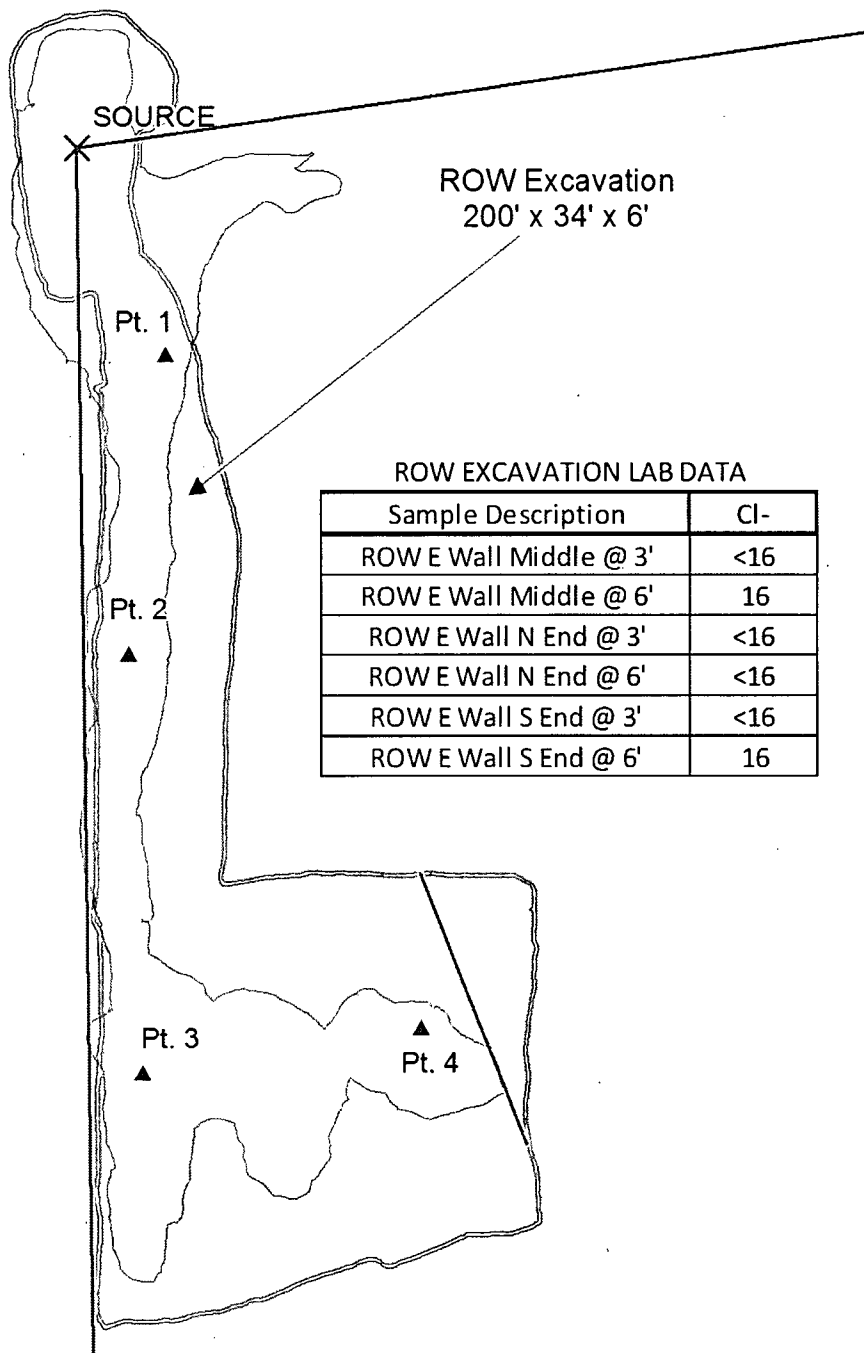 SOURCE
ROW Excavation
200' x 34' x 6'
Pt. 1
ROW EXCAVATION LAB DATA
Sample Description Cl-
ROW E Wall Middle @ 3' <16
ROW E Wall Middle @ 6' 16
ROW E Wall N End @ 3' <16
ROW E Wall N End @ 6' <16
ROW E Wall S End @ 3' <16
ROW E Wall S End @ 6' 16
Pt. 2
Pt. 3
Pt. 4